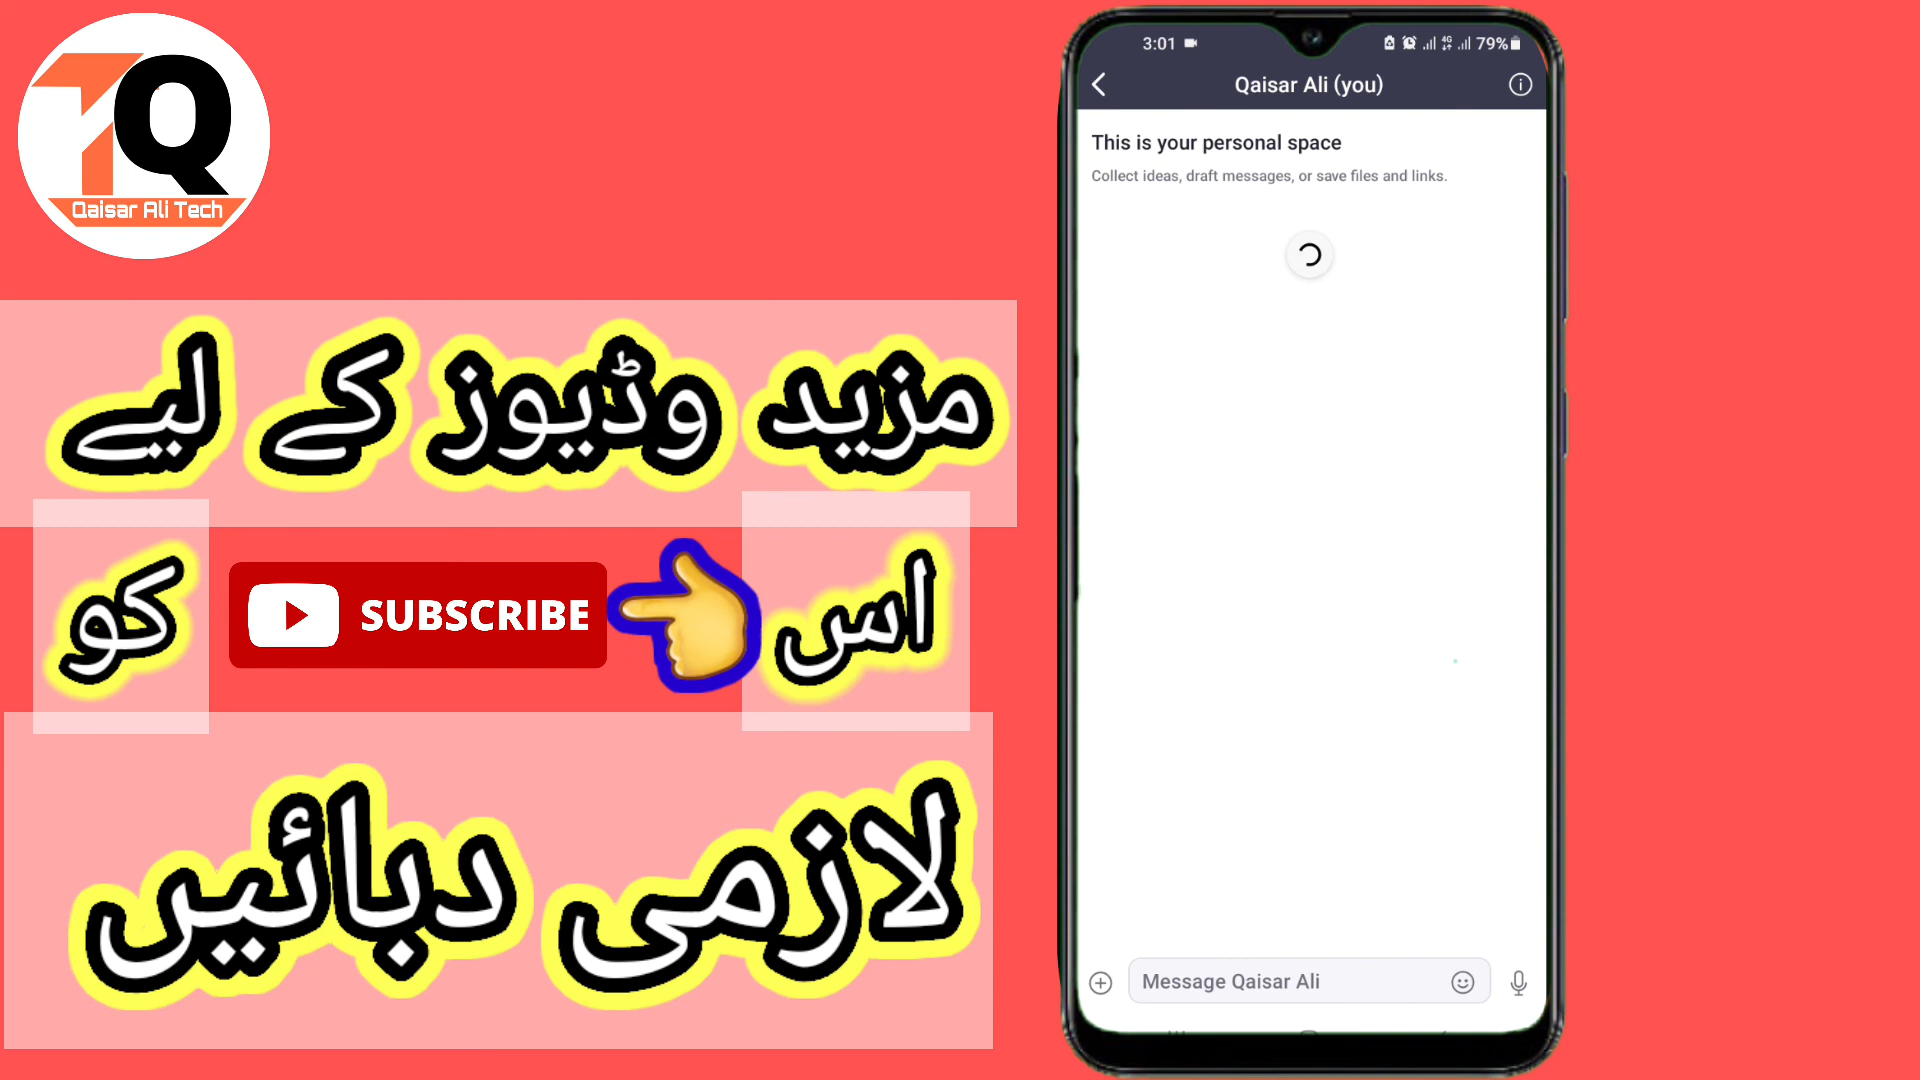 Qaisar Ali Tech
مزید وڈیوز کے لیے
اس 👈 SUBSCRIBE کو
لازمی دبائیں
3:01 4G 79%
Qaisar Ali (you)
This is your personal space
Collect ideas, draft messages, or save files and links.
Message Qaisar Ali